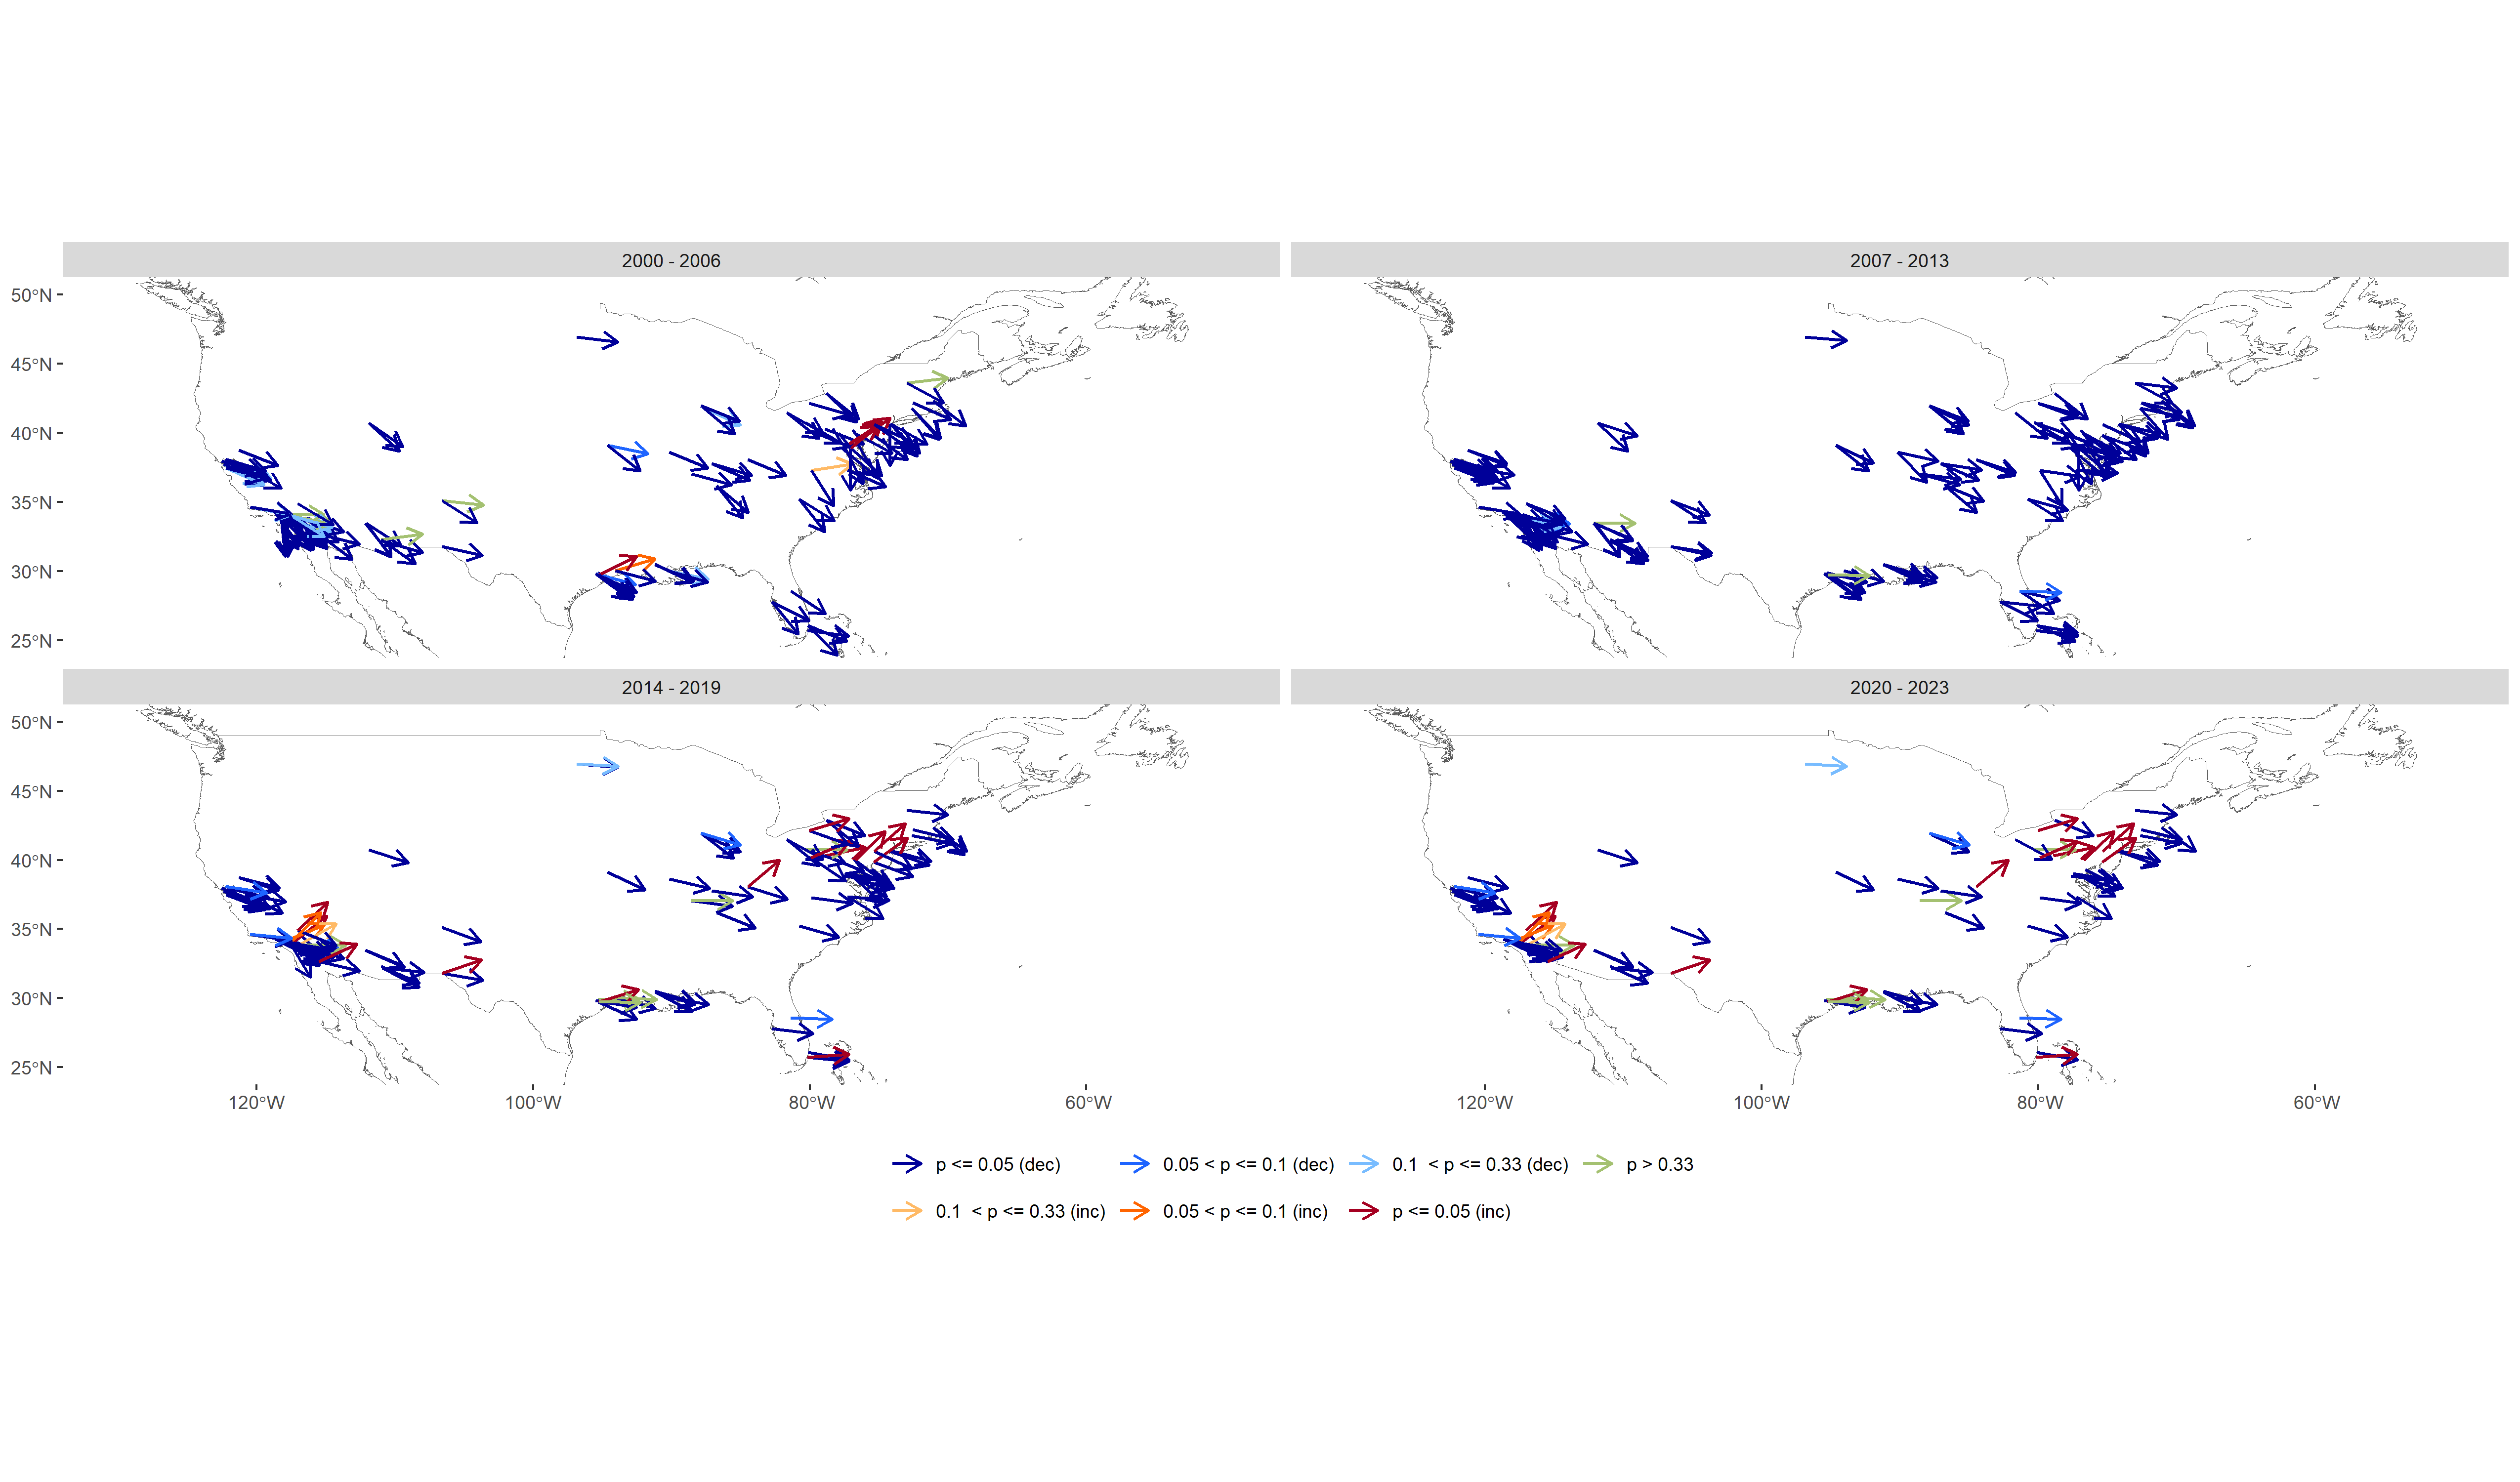 2000 - 2006
2007 - 2013
50°N
45°N
40°N
35°N
30°N
25°N
2014 - 2019
2020 - 2023
50°N
45°N
40°N
35°N
30°N
25°N
120°W 100°W 80°W 60°W
120°W 100°W 80°W 60°W
p <= 0.05 (dec) 0.05 < p <= 0.1 (dec) 0.1 < p <= 0.33 (dec) p > 0.33
0.1 < p <= 0.33 (inc) 0.05 < p <= 0.1 (inc) p <= 0.05 (inc)